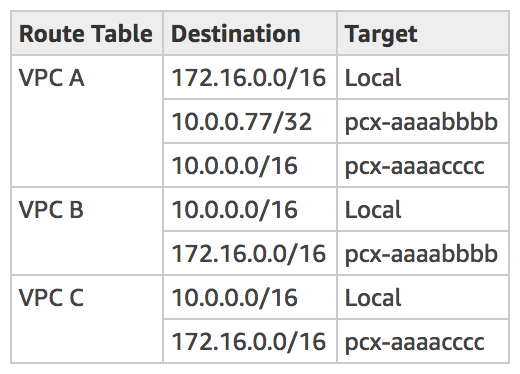 Route Table Destination Target
VPC A 172.16.0.0/16 Local
10.0.0.77/32 pcx-aaaabbbb
10.0.0.0/16 pcx-aaaacccc
VPC B 10.0.0.0/16 Local
172.16.0.0/16 pcx-aaaabbbb
VPC C 10.0.0.0/16 Local
172.16.0.0/16 pcx-aaaacccc